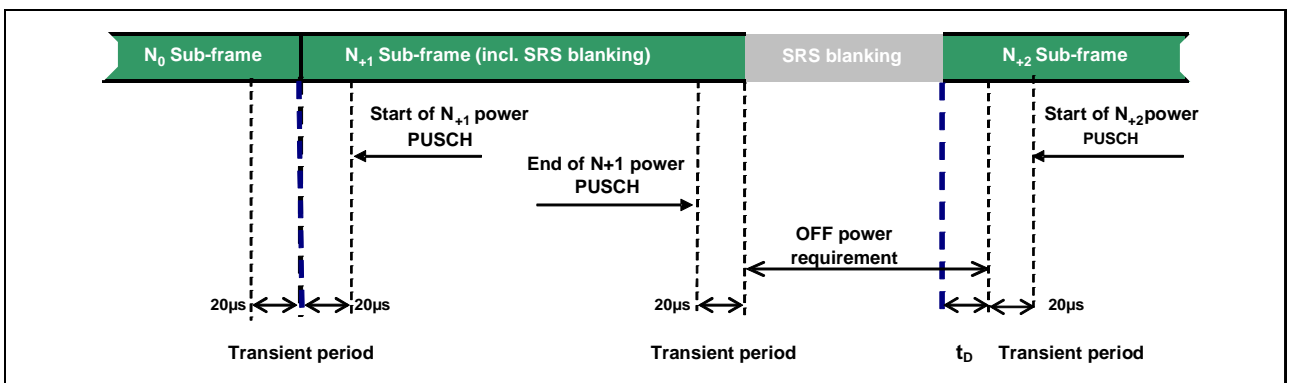 N0 Sub-frame
N+1 Sub-frame (incl. SRS blanking)
SRS blanking
N+2 Sub-frame
Start of N+1 power
PUSCH
End of N+1 power
PUSCH
Start of N+2power
PUSCH
OFF power
requirement
20µs
20µs
20µs
20µs
Transient period
Transient period
tD
Transient period